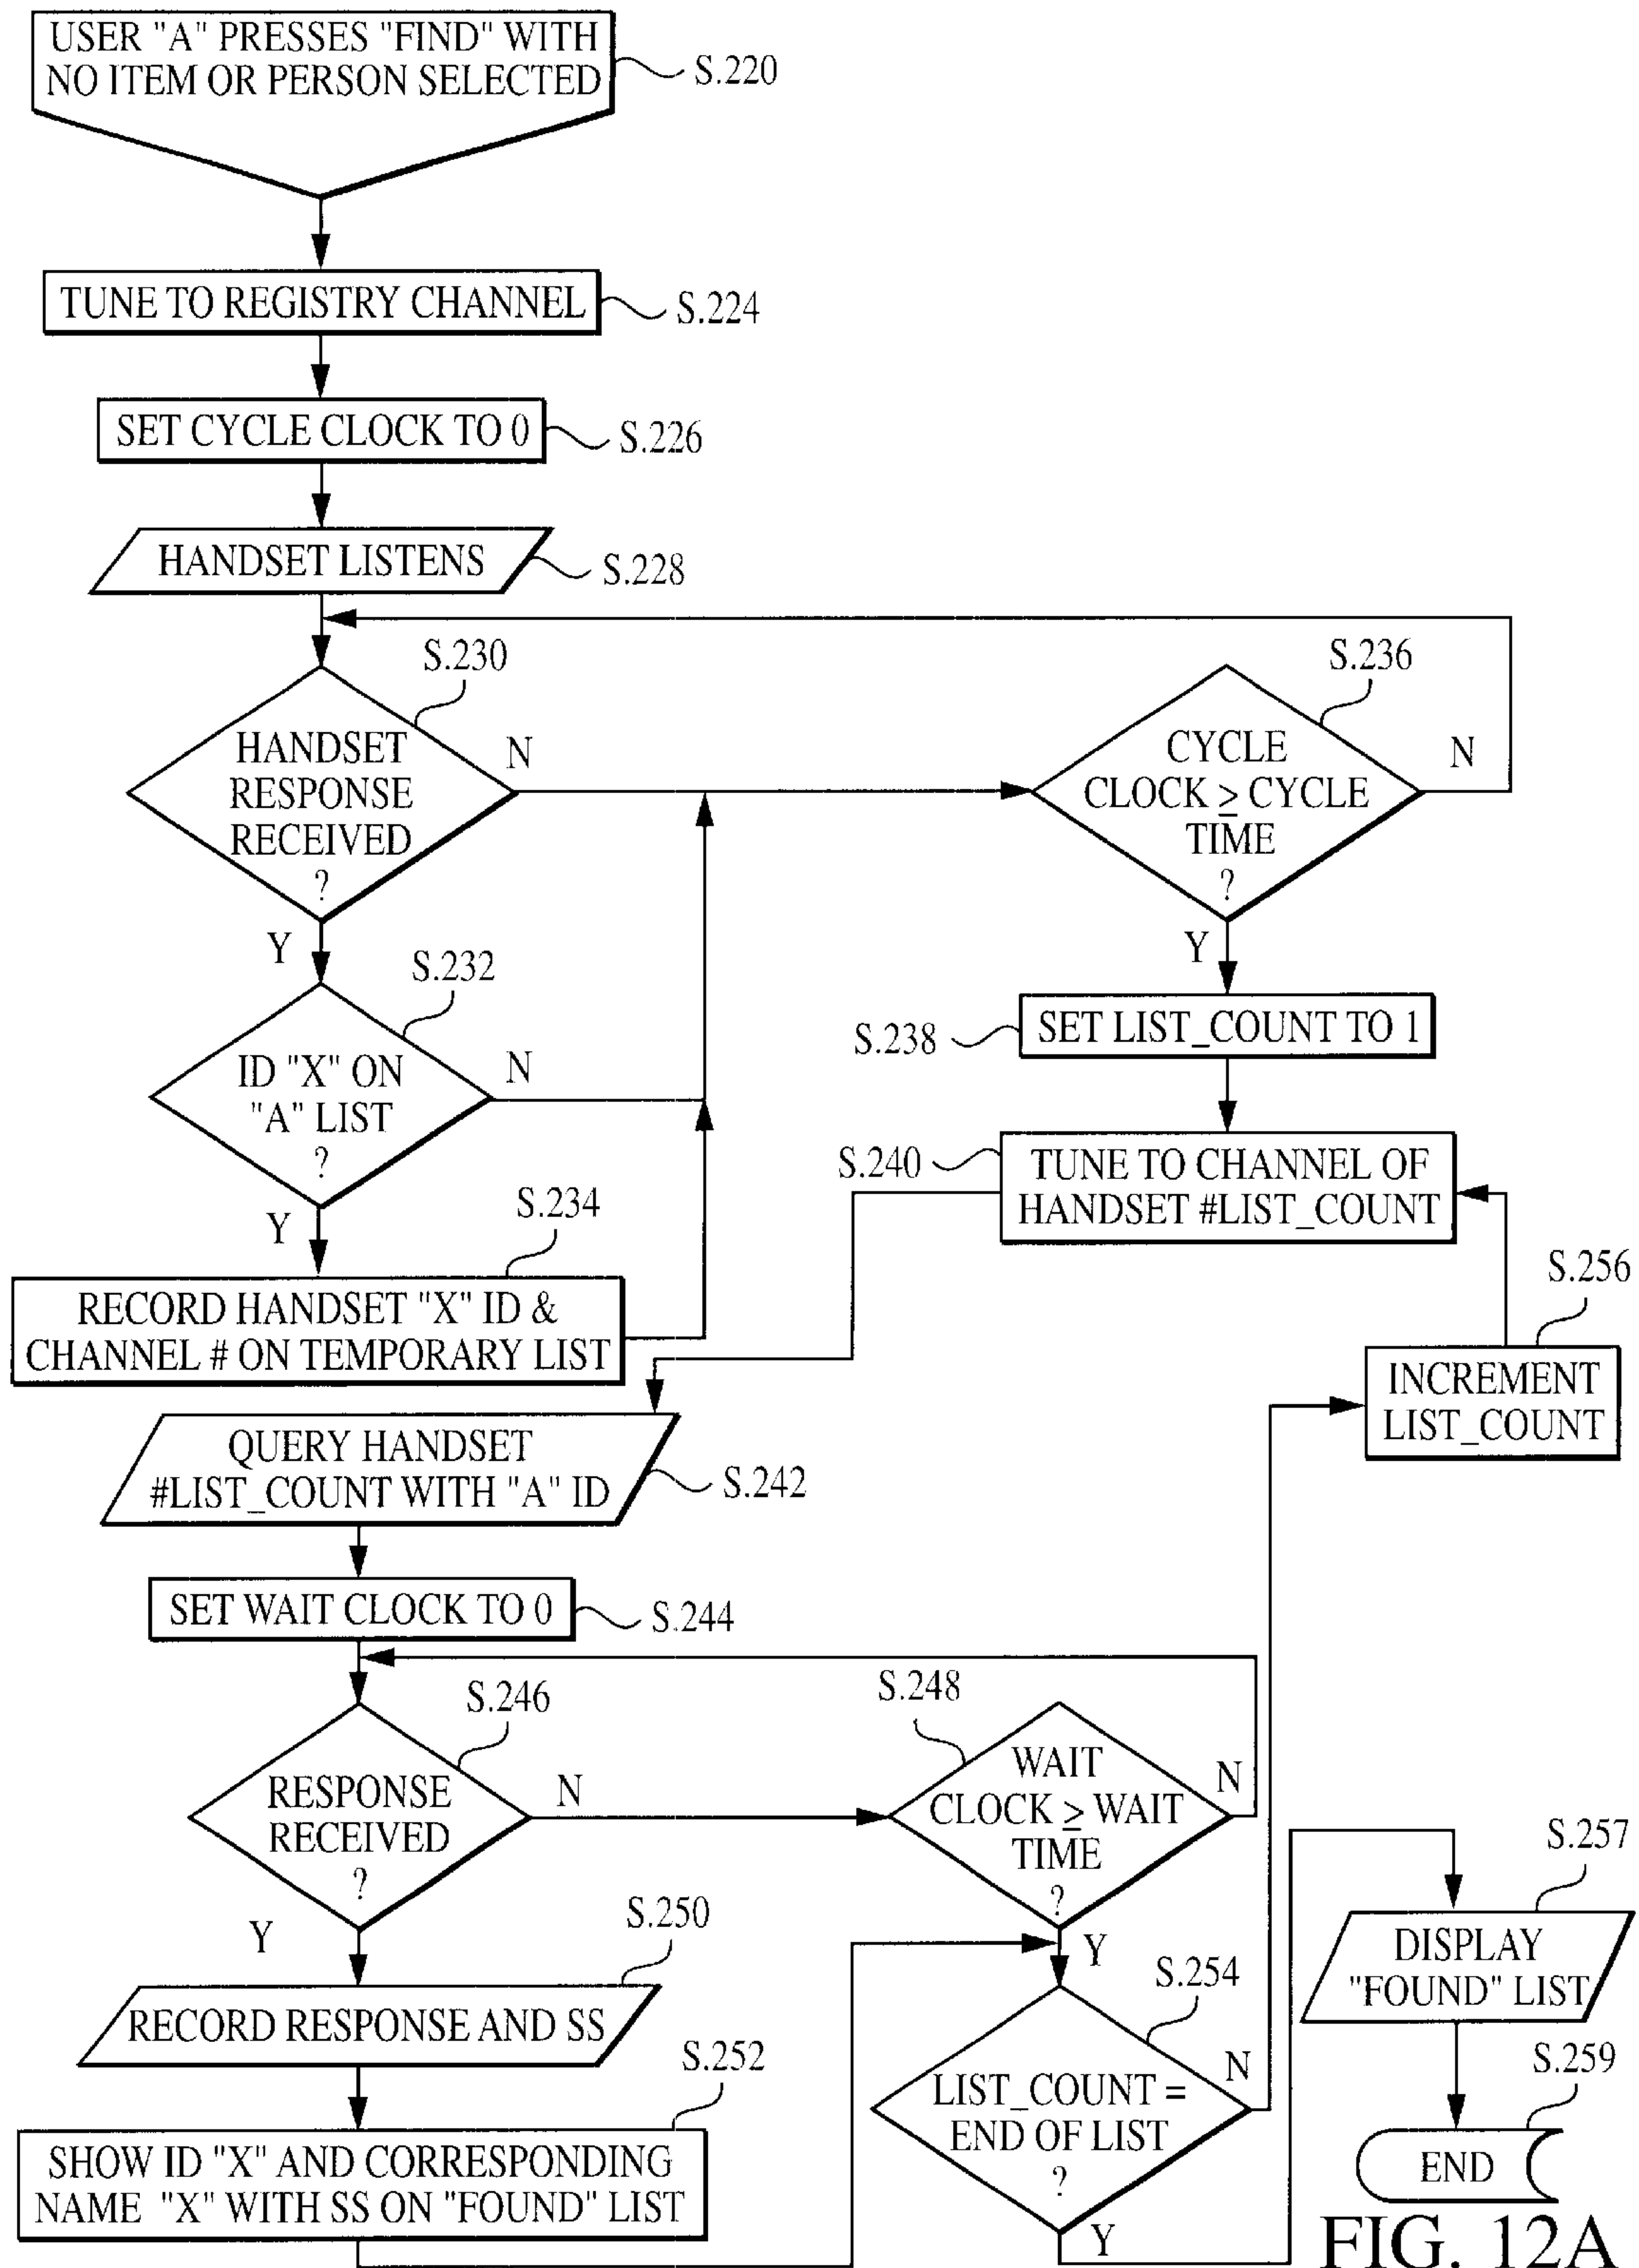 USER "A" PRESSES "FIND" WITH
NO ITEM OR PERSON SELECTED
S.220
TUNE TO REGISTRY CHANNEL
S.224
SET CYCLE CLOCK TO 0
S.226
HANDSET LISTENS
S.228
S.230
HANDSET
RESPONSE
RECEIVED
?
N
Y
S.236
CYCLE
CLOCK ≥ CYCLE
TIME
?
N
Y
S.232
ID "X" ON
"A" LIST
?
N
Y
S.238
SET LIST_COUNT TO 1
S.234
RECORD HANDSET "X" ID &
CHANNEL # ON TEMPORARY LIST
S.240
TUNE TO CHANNEL OF
HANDSET #LIST_COUNT
S.256
INCREMENT
LIST_COUNT
QUERY HANDSET
#LIST_COUNT WITH "A" ID
S.242
SET WAIT CLOCK TO 0
S.244
S.246
RESPONSE
RECEIVED
?
N
Y
S.248
WAIT
CLOCK ≥ WAIT
TIME
?
N
Y
S.250
RECORD RESPONSE AND SS
S.252
SHOW ID "X" AND CORRESPONDING
NAME "X" WITH SS ON "FOUND" LIST
S.254
LIST_COUNT =
END OF LIST
?
N
Y
S.257
DISPLAY
"FOUND" LIST
S.259
END
FIG. 12A